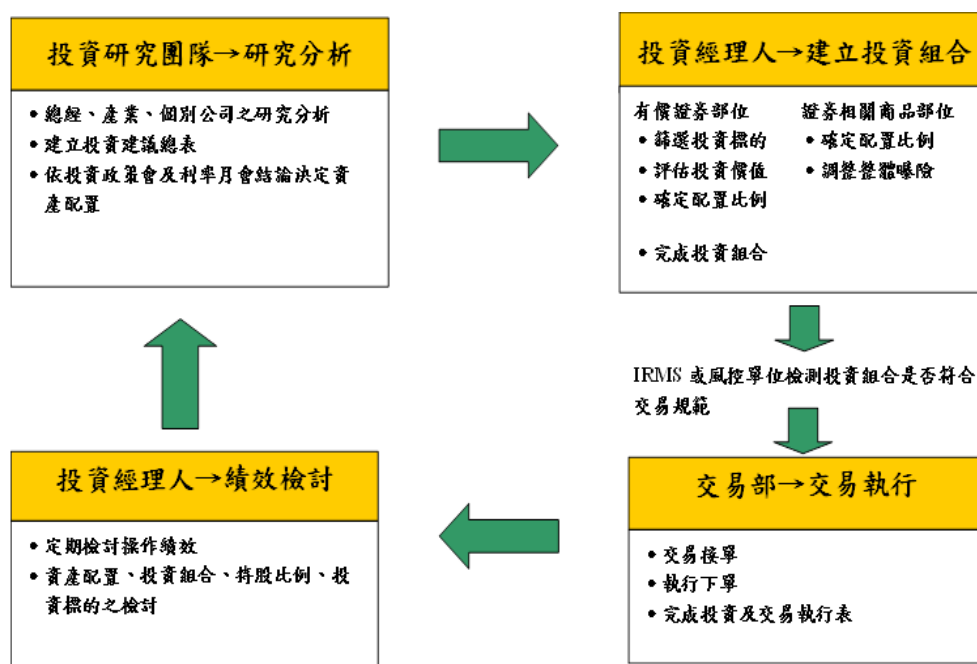 投資研究團隊→研究分析
• 總經、產業、個別公司之研究分析
• 建立投資建議總表
• 依投資政策會及利率月會結論決定資
產配置
投資經理人→建立投資組合
有價證券部位
• 篩選投資標的
• 評估投資價值
• 確定配置比例
• 完成投資組合
證券相關商品部位
• 確定配置比例
• 調整整體曝險
IRMS 或風控單位檢測投資組合是否符合
交易規範
交易部→交易執行
• 交易接單
• 執行下單
• 完成投資及交易執行表
投資經理人→績效檢討
• 定期檢討操作績效
• 資產配置、投資組合、持股比例、投
資標的之檢討